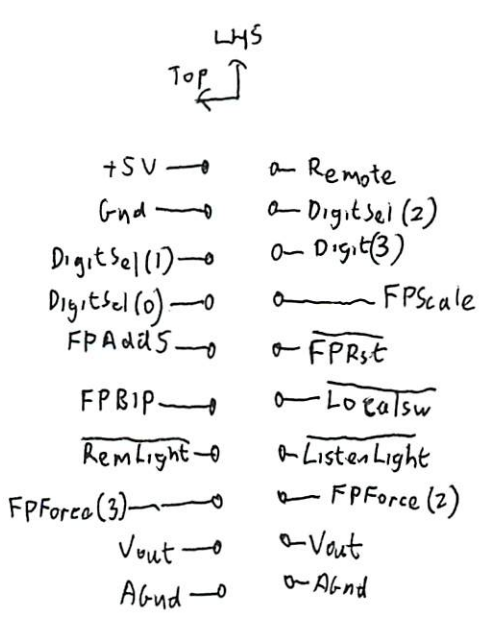 LHS
Top
+5V Remote
Gnd DigitSel(2)
DigitSel(1) Digit(3)
DigitSel(0) FPScale
FPAddS FPRst
FPBIP LocalSw
RemLight ListenLight
FPForce(3) FPForce(2)
Vout Vout
AGnd AGnd